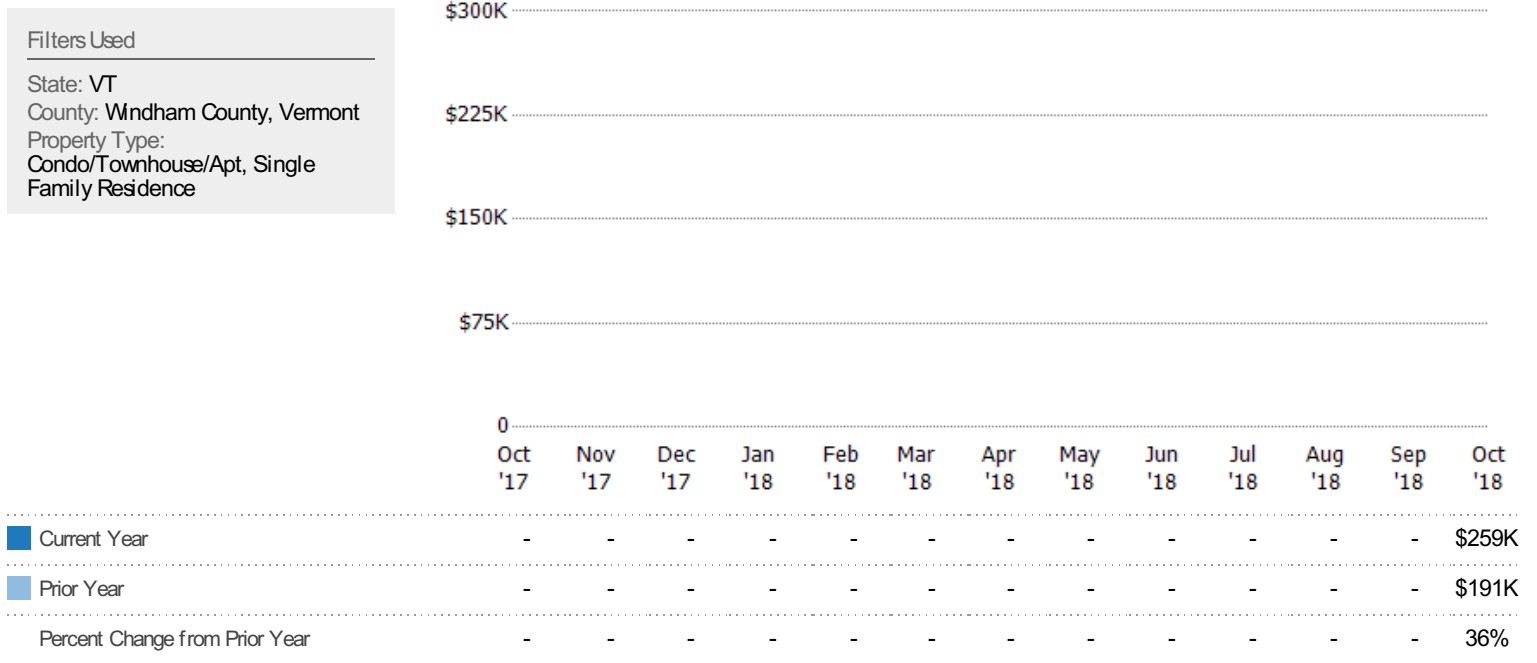 Filters Used
State: VT
County: Windham County, Vermont
Property Type:
Condo/Townhouse/Apt, Single
Family Residence
$300K
$225K
$150K
$75K
0
Oct Nov Dec Jan Feb Mar Apr May Jun Jul Aug Sep Oct
'17 '17 '17 '18 '18 '18 '18 '18 '18 '18 '18 '18 '18
Current Year - - - - - - - - - - - - $259K
Prior Year - - - - - - - - - - - - $191K
Percent Change from Prior Year - - - - - - - - - - - - 36%